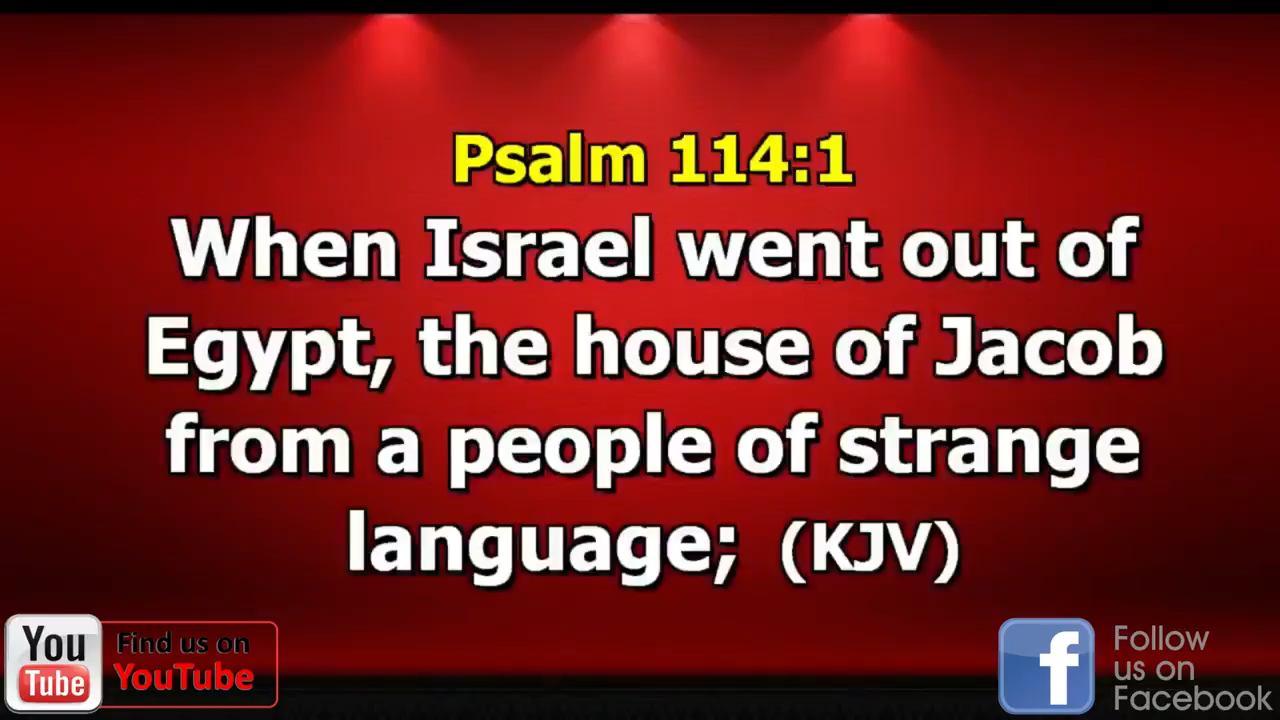 Psalm 114:1
When Israel went out of
Egypt, the house of Jacob
from a people of strange
language; (KJV)
You
Tube
Find us on
YouTube
f
Follow
us on
Facebook